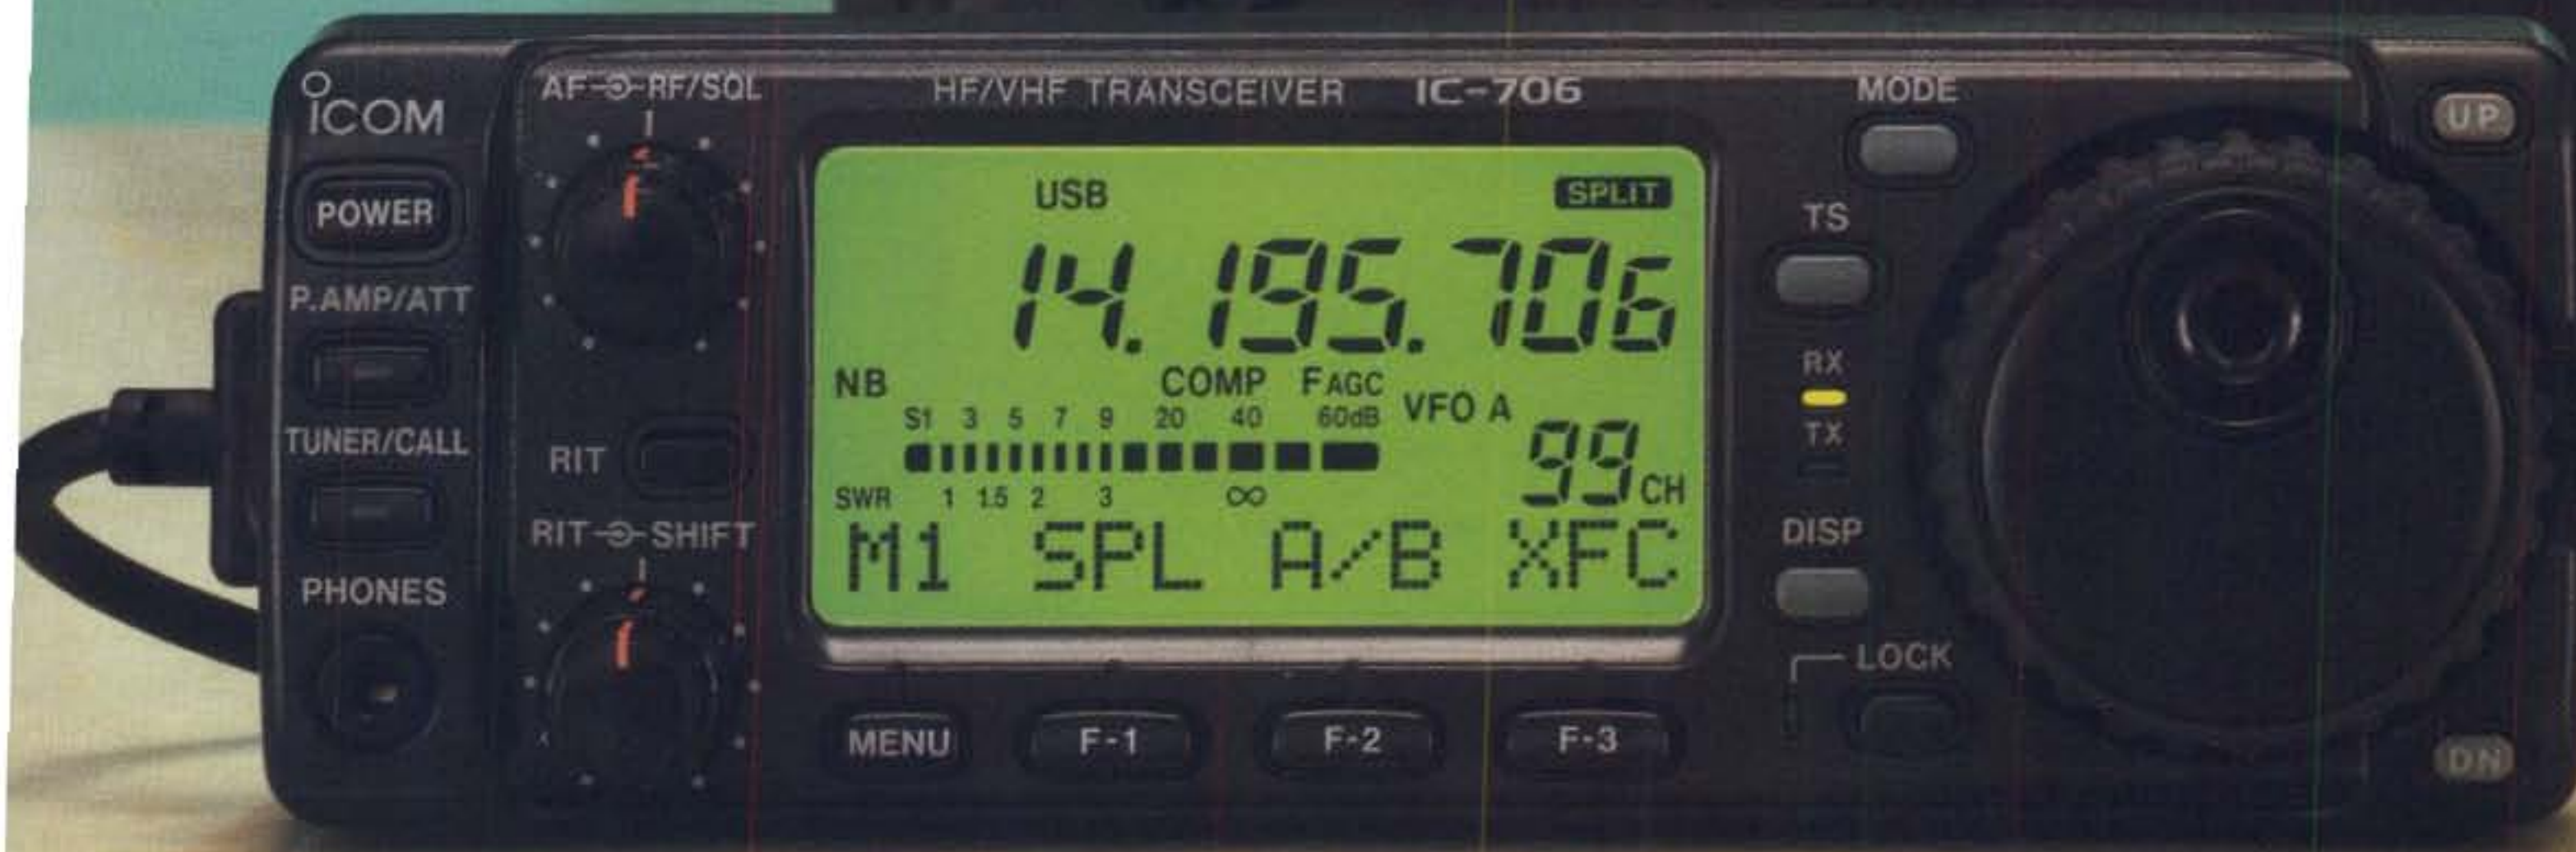 ICOM
POWER
P.AMP/ATT
TUNER/CALL
PHONES
AF RF/SQL
RIT
RIT SHIFT
HF/VHF TRANSCEIVER IC-706
USB SPLIT
14.195.706
NB COMP FAGC
VFO A
S1 3 5 7 9 20 40 60dB
99CH
SWR 1 1.5 2 3 ∞
M1 SPL A/B XFC
MENU F-1 F-2 F-3
MODE
TS
RX
TX
DISP
LOCK
UP
DN